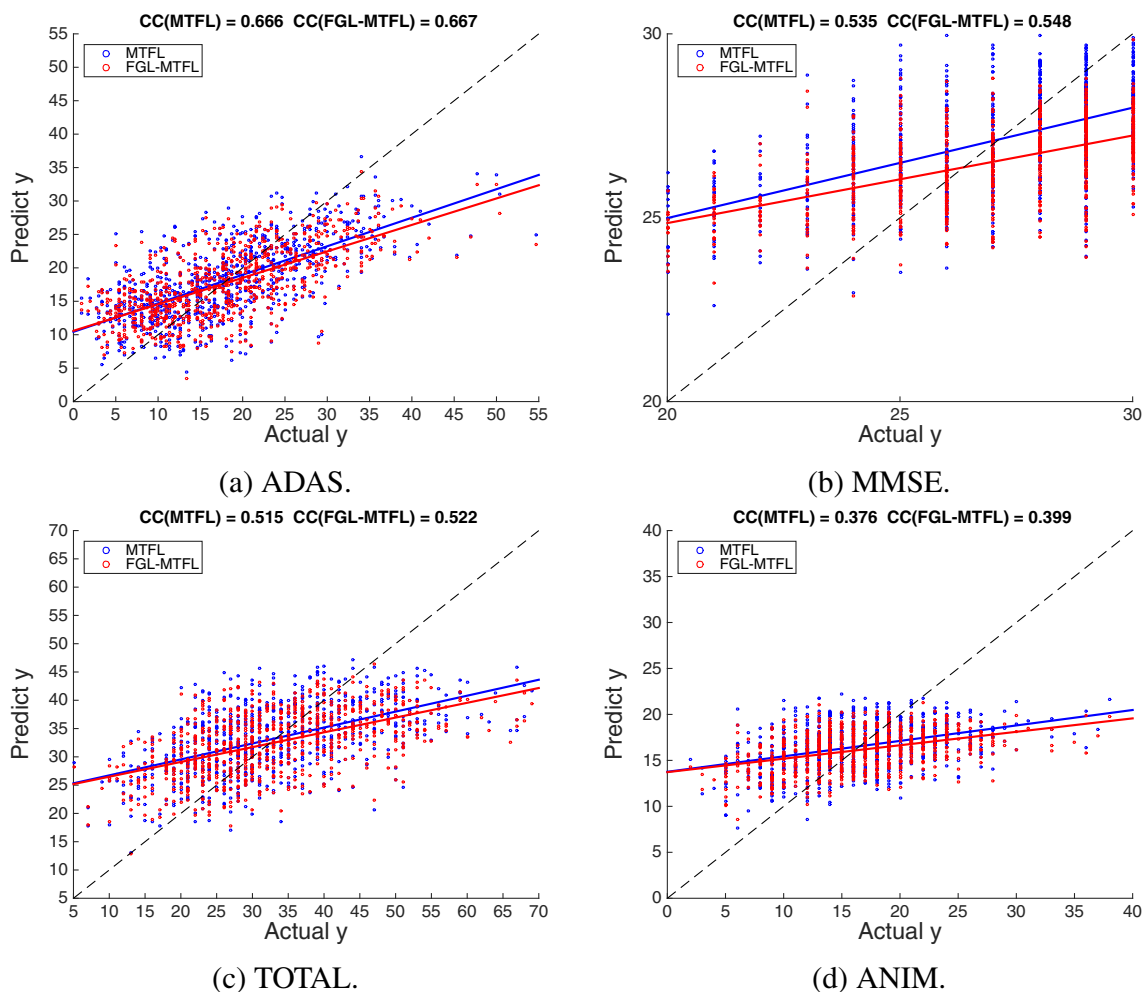 CC(MTFL) = 0.666 CC(FGL-MTFL) = 0.667
55
50
45
40
35
30
25
20
15
10
5
0
Predict y
MTFL
FGL-MTFL
0 5 10 15 20 25 30 35 40 45 50 55
Actual y
(a) ADAS.
CC(MTFL) = 0.535 CC(FGL-MTFL) = 0.548
30
25
20
Predict y
MTFL
FGL-MTFL
20 25 30
Actual y
(b) MMSE.
CC(MTFL) = 0.515 CC(FGL-MTFL) = 0.522
70
65
60
55
50
45
40
35
30
25
20
15
10
5
Predict y
MTFL
FGL-MTFL
5 10 15 20 25 30 35 40 45 50 55 60 65 70
Actual y
(c) TOTAL.
CC(MTFL) = 0.376 CC(FGL-MTFL) = 0.399
40
35
30
25
20
15
10
5
0
Predict y
MTFL
FGL-MTFL
0 5 10 15 20 25 30 35 40
Actual y
(d) ANIM.